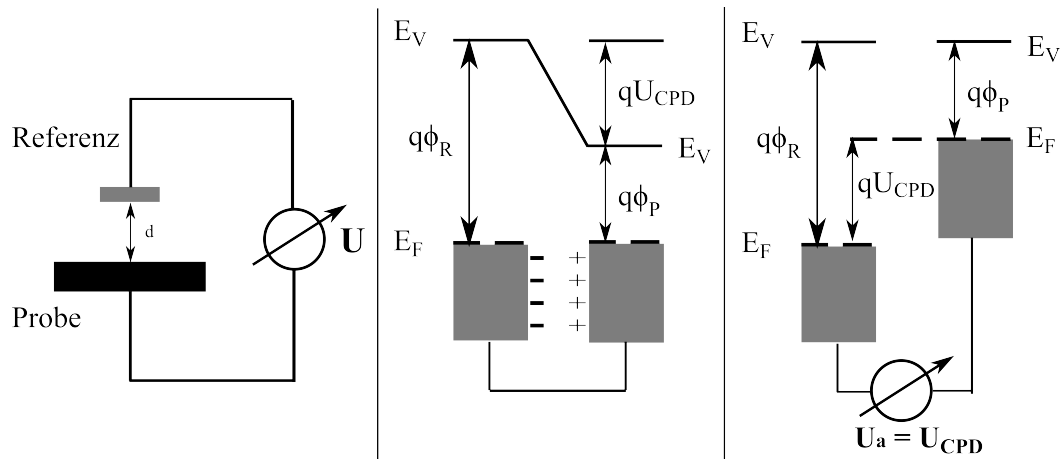 Referenz
d
U
Probe
E_V
qU_CPD
qϕ_R
E_V
qϕ_P
E_F
- +
- +
- +
- +
E_V
E_V
qϕ_P
qϕ_R
E_F
qU_CPD
E_F
U_a = U_CPD